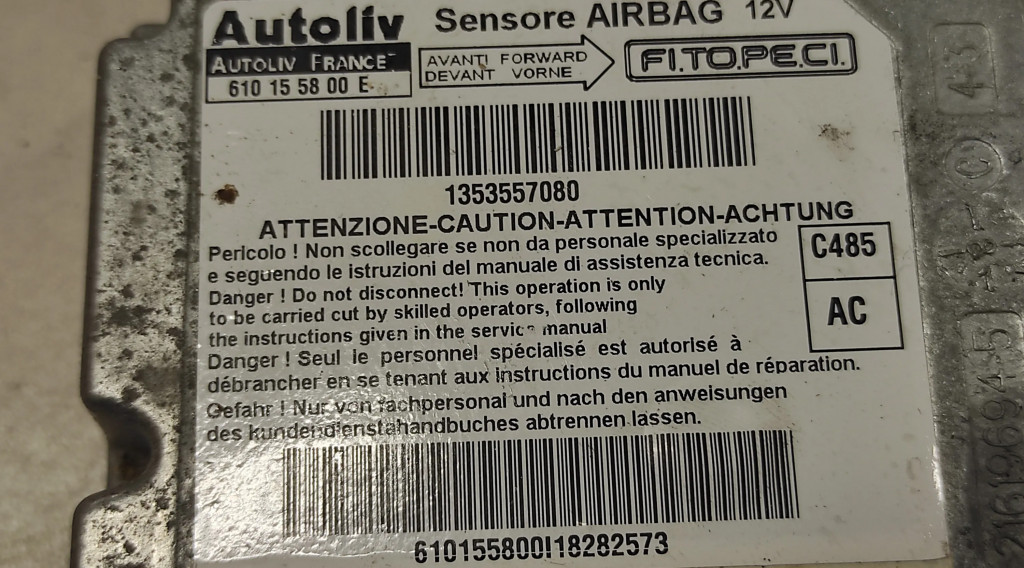 Autoliv Sensore AIRBAG 12V
AUTOLIV FRANCE
610 15 58 00 E
AVANTI FORWARD
DEVANT VORNE
FI.TO.PE.CI.
1353557080
ATTENZIONE-CAUTION-ATTENTION-ACHTUNG
Pericolo ! Non scollegare se non da personale specializzato
e seguendo le istruzioni del manuale di assistenza tecnica.
Danger ! Do not disconnect! This operation is only
to be carried cut by skilled operators, following
the instructions given in the service manual
Danger ! Seul le personnel spécialisé est autorisé à
débrancher en se tenant aux instructions du manuel de réparation.
Gefahr ! Nur von fachpersonal und nach den anweisungen
des kundendienstahandbuches abtrennen lassen.
C485
AC
610155800I18282573
43